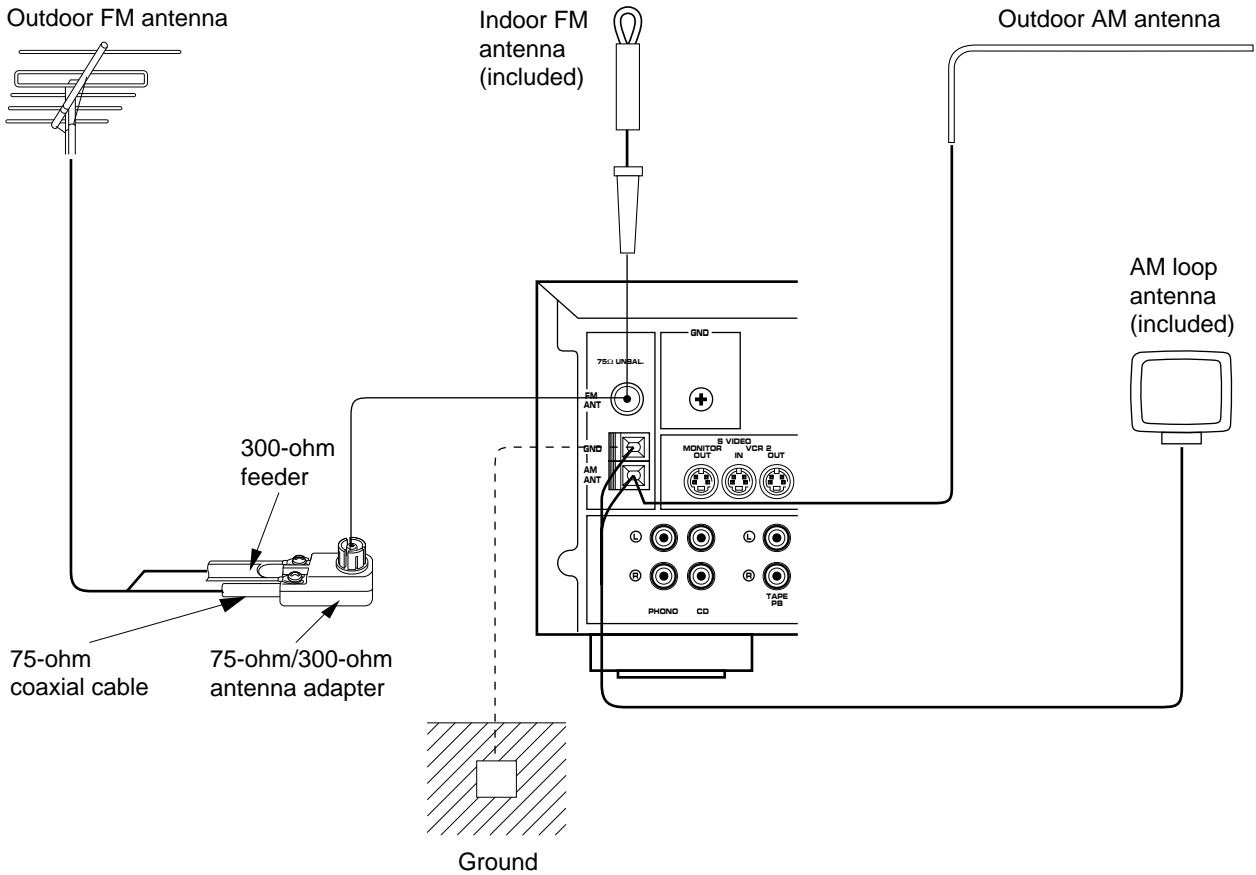 Outdoor FM antenna
Indoor FM
antenna
(included)
Outdoor AM antenna
AM loop
antenna
(included)
GND
75Ω UNBAL.
FM
ANT
GND
AM
ANT
S VIDEO
MONITOR VCR 2
OUT IN OUT
L
L
R
R
PHONO CD
TAPE
PB
300-ohm
feeder
75-ohm
coaxial cable
75-ohm/300-ohm
antenna adapter
Ground